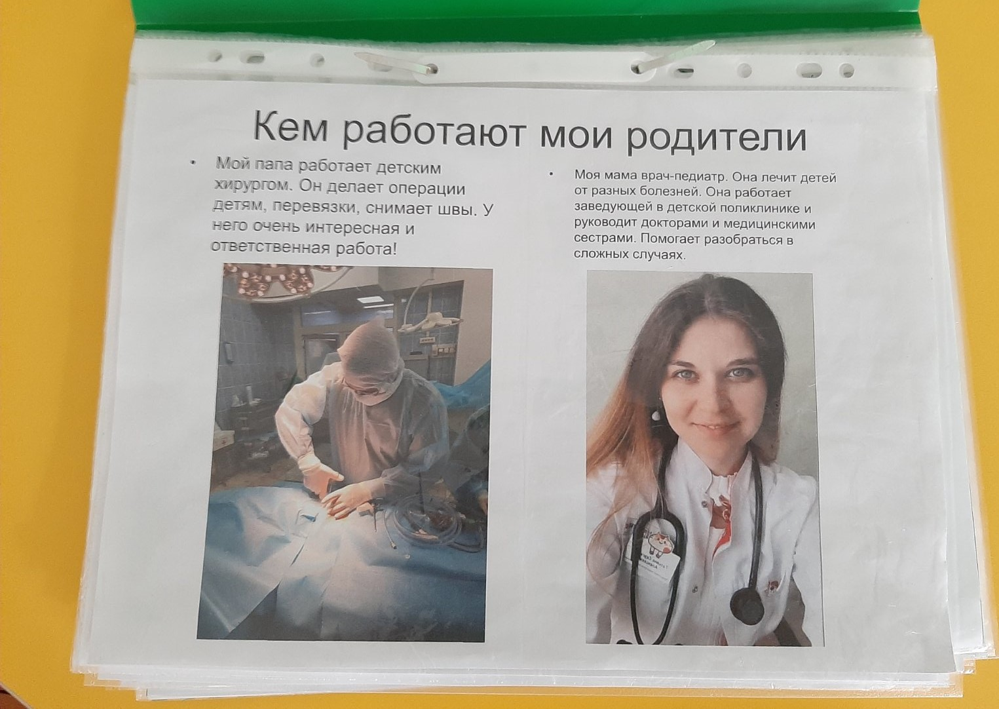 Кем работают мои родители
• Мой папа работает детским
хирургом. Он делает операции
детям, перевязки, снимает швы. У
него очень интересная и
ответственная работа!
• Моя мама врач-педиатр. Она лечит детей
от разных болезней. Она работает
заведующей в детской поликлинике и
руководит докторами и медицинскими
сестрами. Помогает разобраться в
сложных случаях.